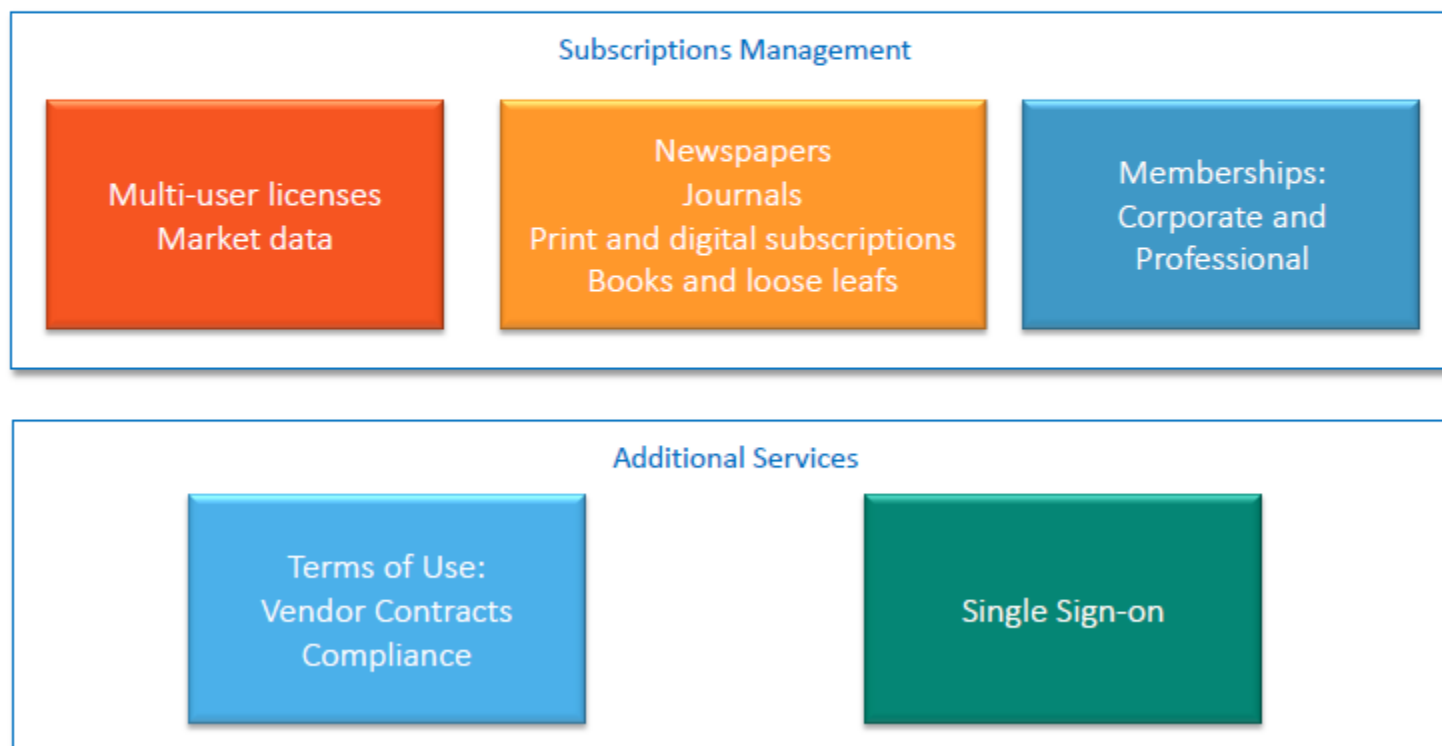 Subscriptions Management
Multi-user licenses
Market data
Newspapers
Journals
Print and digital subscriptions
Books and loose leafs
Memberships:
Corporate and
Professional
Additional Services
Terms of Use:
Vendor Contracts
Compliance
Single Sign-on